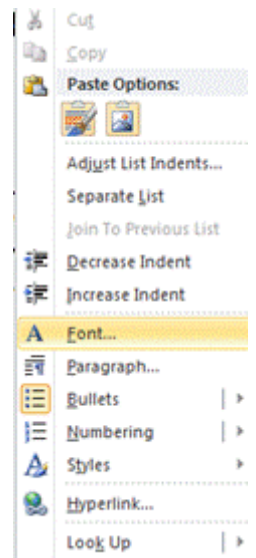 Cut
Copy
Paste Options:
Adjust List Indents...
Separate List
Join To Previous List
Decrease Indent
Increase Indent
A Font...
Paragraph...
Bullets
Numbering
Styles
Hyperlink...
Look Up